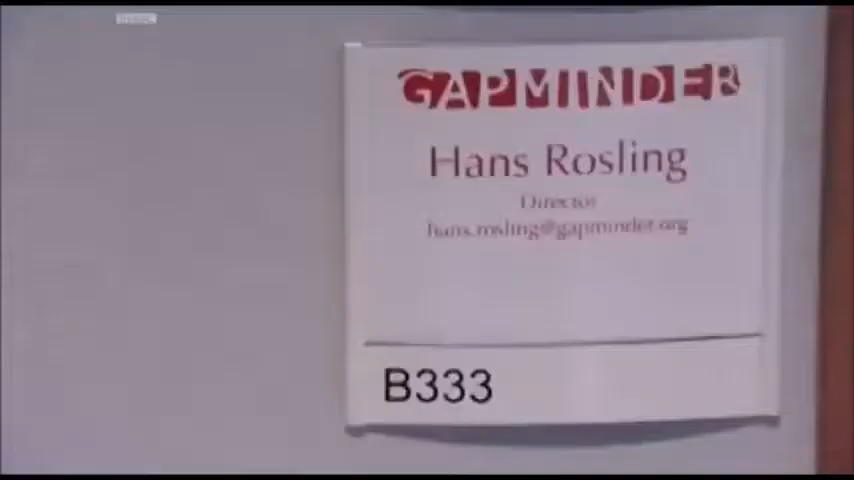 GAPMINDER
Hans Rosling
Director
hans.rosling@gapminder.org
B333